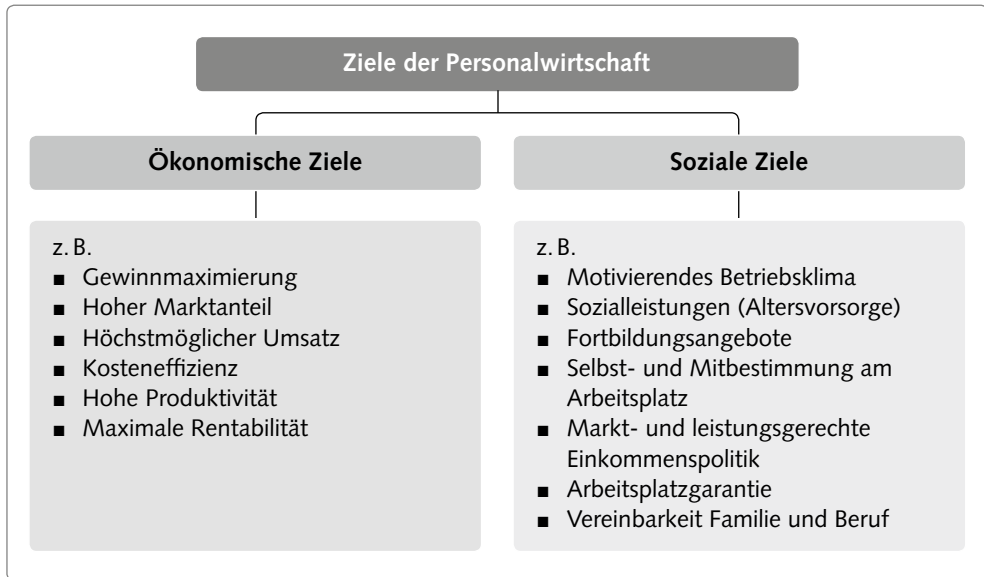 Ziele der Personalwirtschaft
Ökonomische Ziele
z. B.
■ Gewinnmaximierung
■ Hoher Marktanteil
■ Höchstmöglicher Umsatz
■ Kosteneffizienz
■ Hohe Produktivität
■ Maximale Rentabilität
Soziale Ziele
z. B.
■ Motivierendes Betriebsklima
■ Sozialleistungen (Altersvorsorge)
■ Fortbildungsangebote
■ Selbst- und Mitbestimmung am
Arbeitsplatz
■ Markt- und leistungsgerechte
Einkommenspolitik
■ Arbeitsplatzgarantie
■ Vereinbarkeit Familie und Beruf